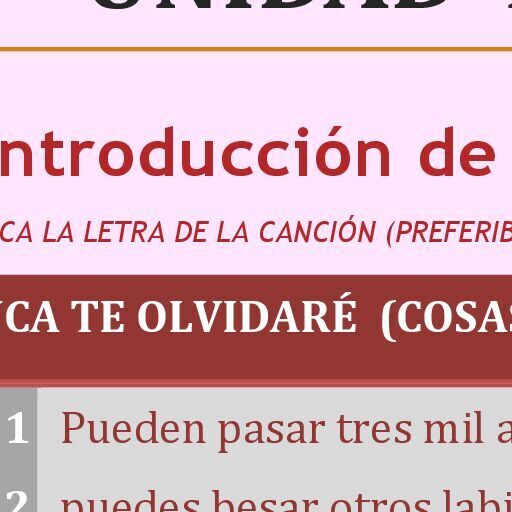 UNIDAD
ntroducción de
CA LA LETRA DE LA CANCIÓN (PREFERIB
CA TE OLVIDARÉ (COSAS
1 Pueden pasar tres mil a
2 puedes besar otros labi